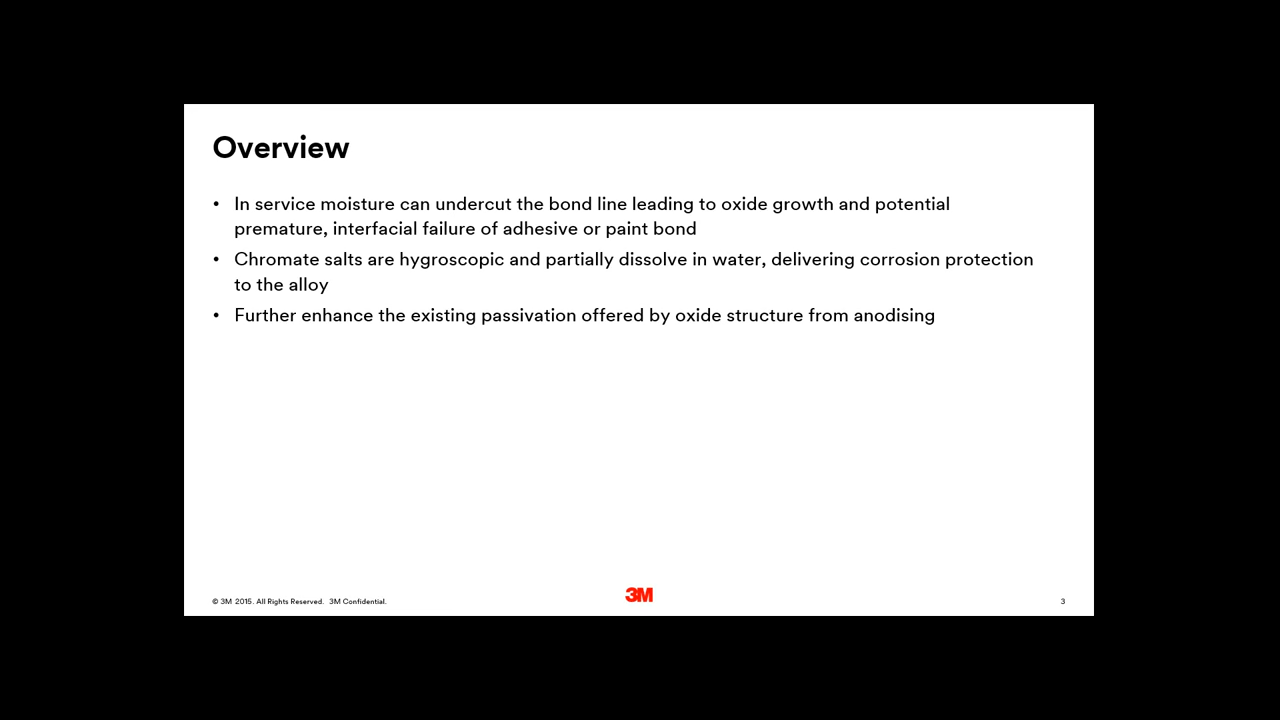 Overview
• In service moisture can undercut the bond line leading to oxide growth and potential
premature, interfacial failure of adhesive or paint bond
• Chromate salts are hygroscopic and partially dissolve in water, delivering corrosion protection
to the alloy
• Further enhance the existing passivation offered by oxide structure from anodising
© 3M 2015. All Rights Reserved. 3M Confidential.
3M
3